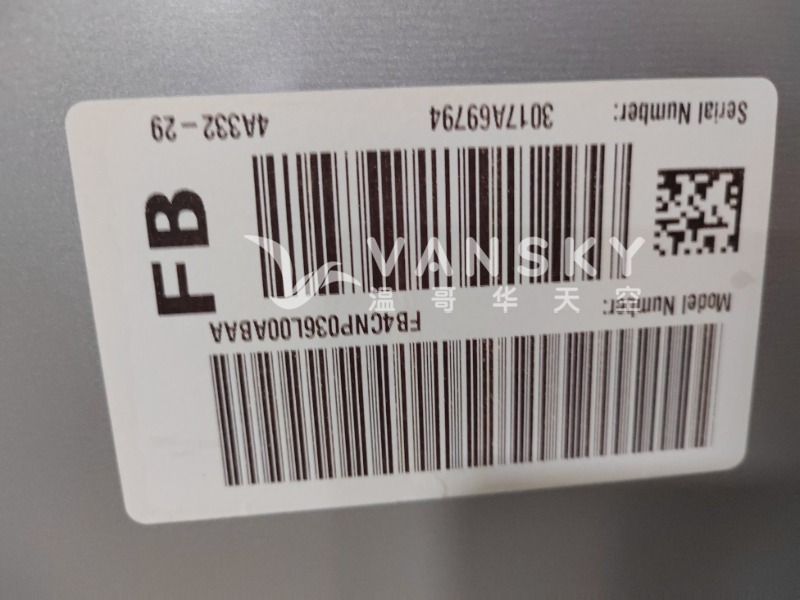 Model Number: FB4CNP036L00ABAA
FB
Serial Number: 3017A69794 4A332-29
VANSKY
温哥华天空